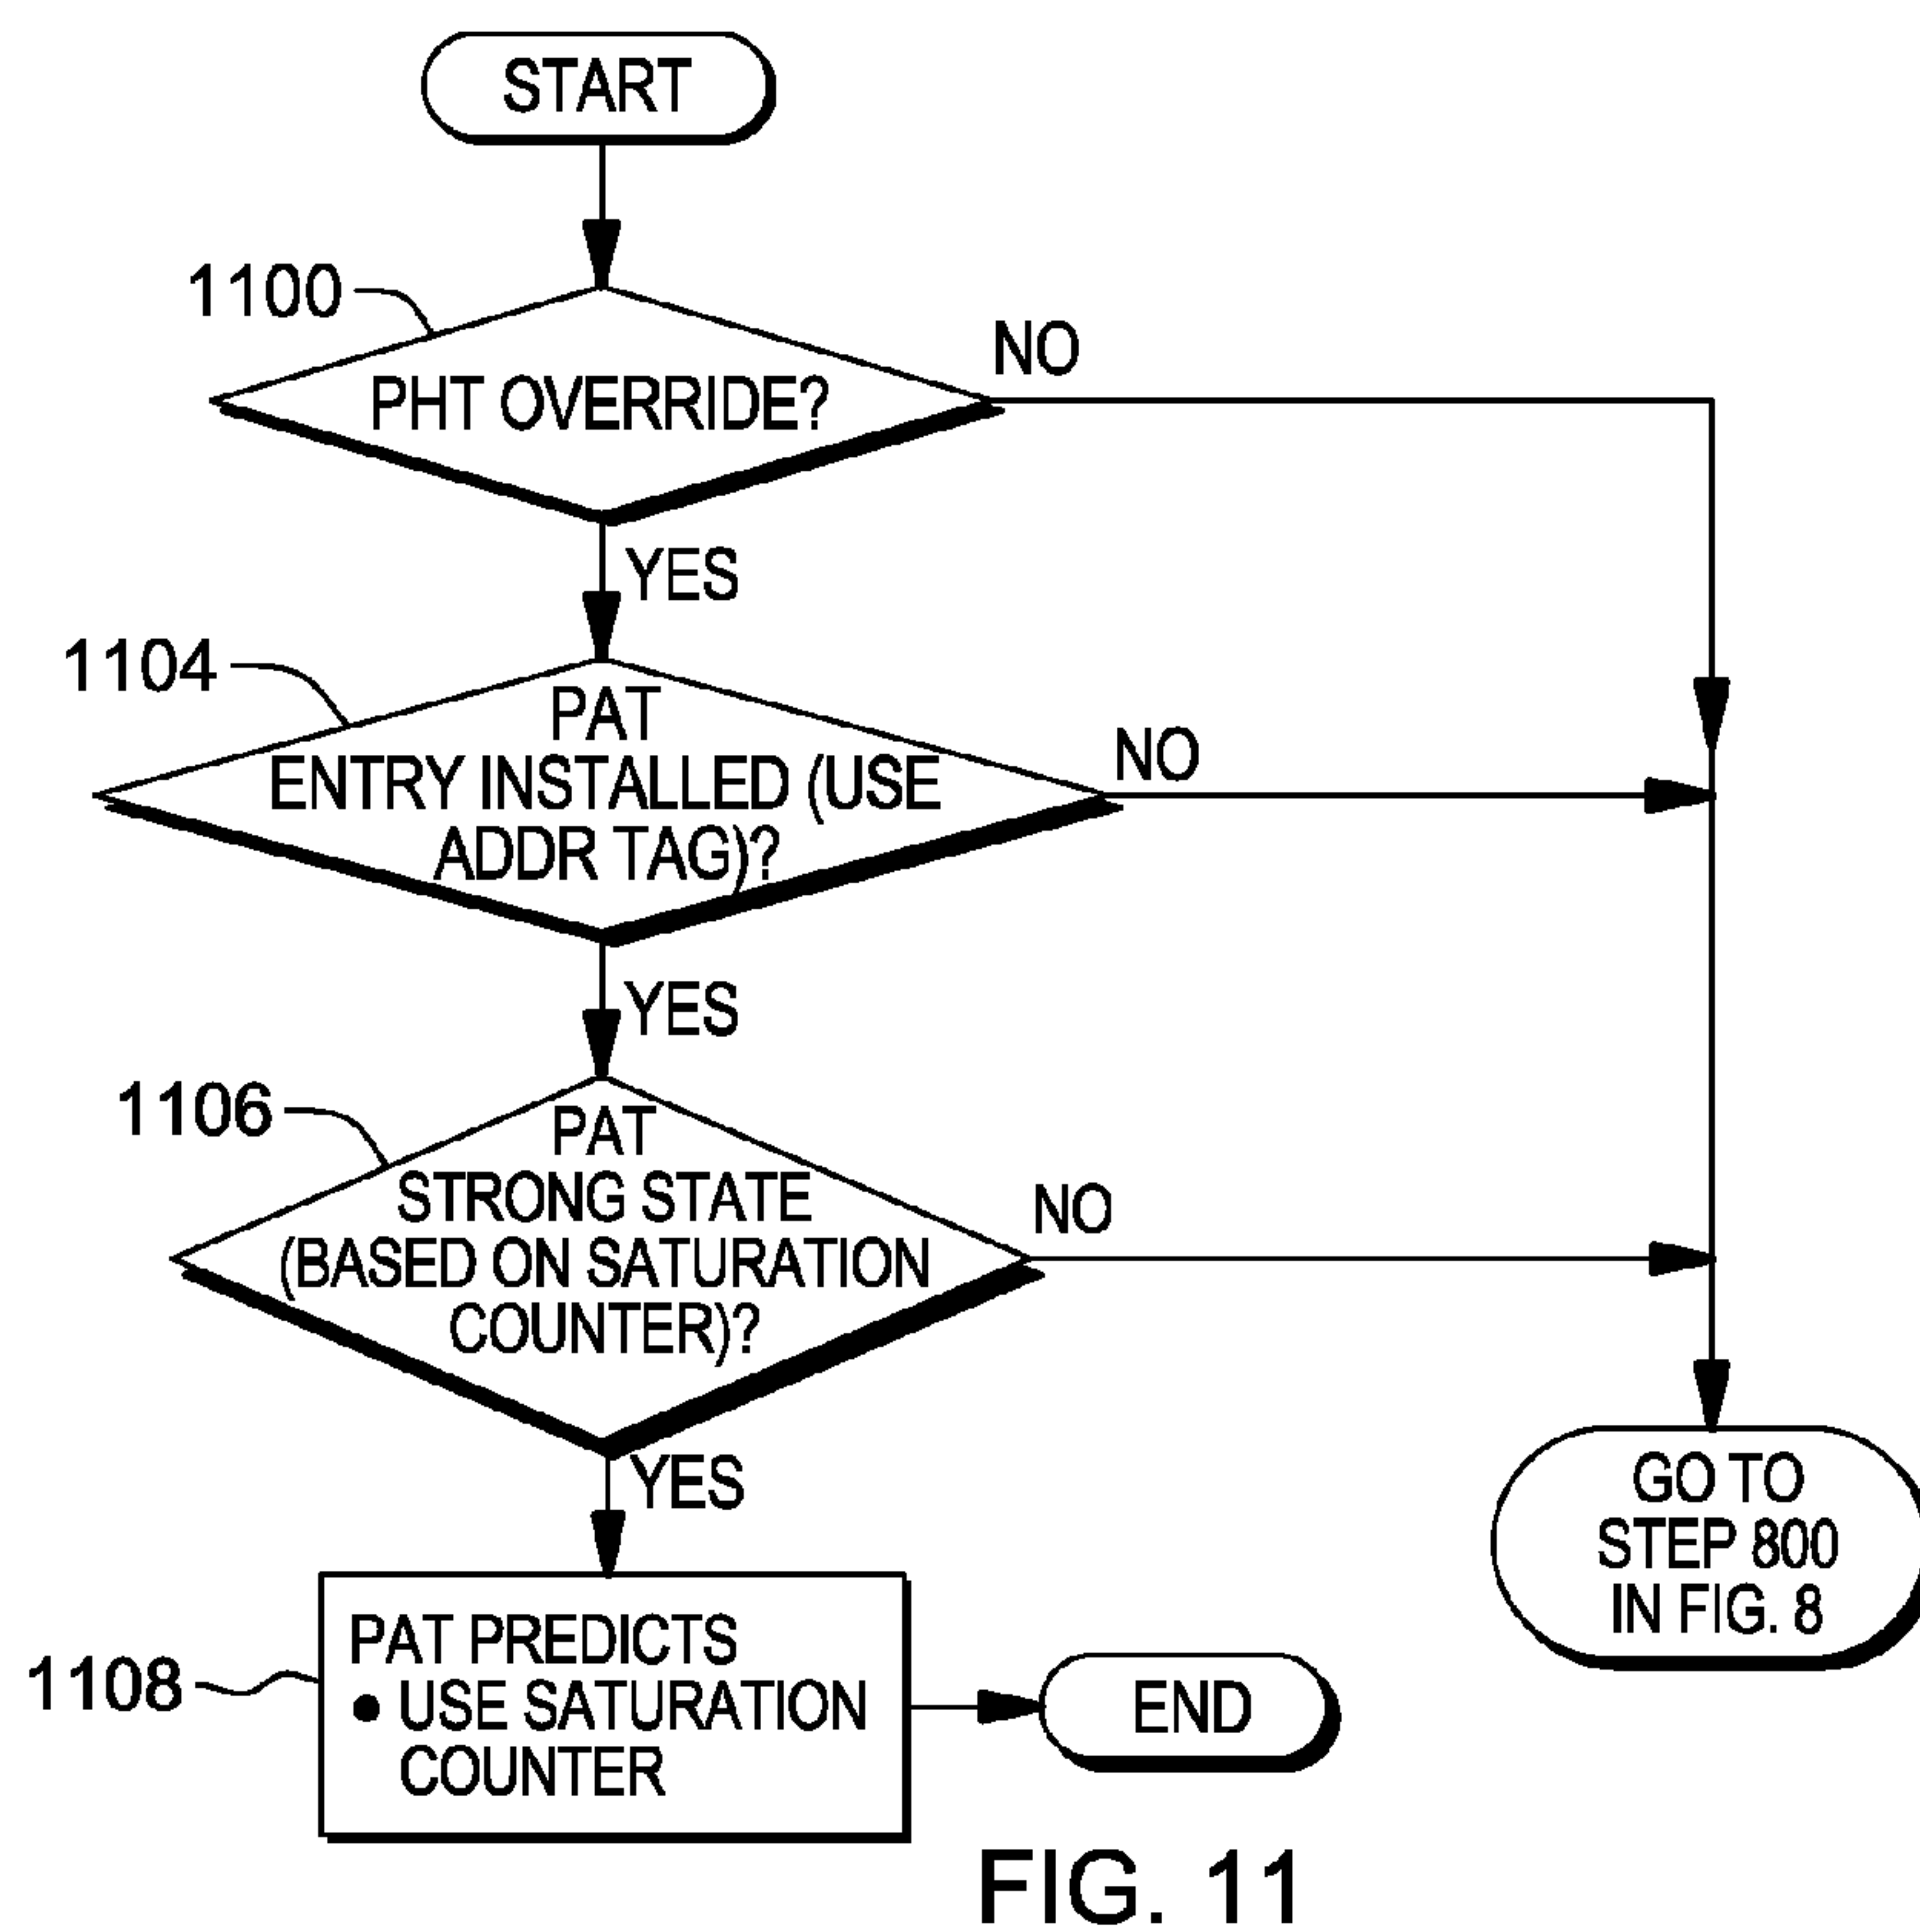 START
1100
PHT OVERRIDE?
NO
YES
1104
PAT
ENTRY INSTALLED (USE
ADDR TAG)?
NO
YES
1106
PAT
STRONG STATE
(BASED ON SATURATION
COUNTER)?
NO
YES
1108
PAT PREDICTS
● USE SATURATION
COUNTER
END
GO TO
STEP 800
IN FIG. 8
FIG. 11